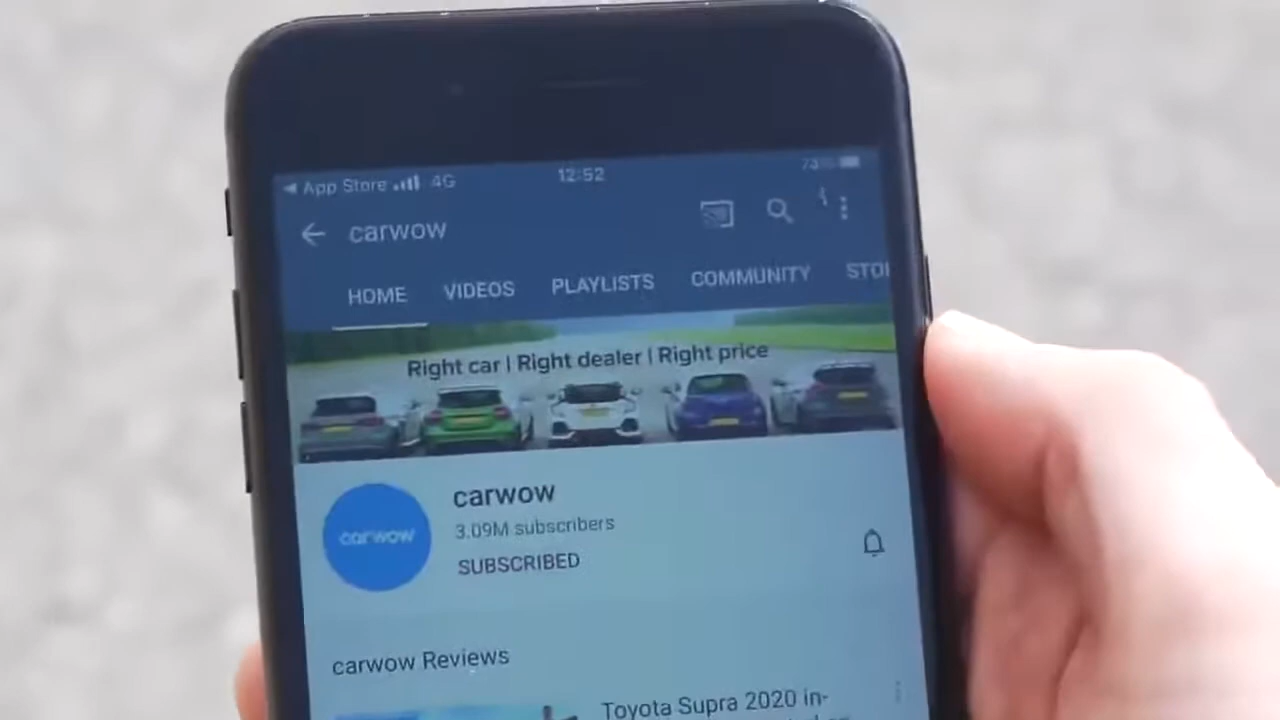 App Store 4G 12:52
carwow
HOME VIDEOS PLAYLISTS COMMUNITY STOI
Right car | Right dealer | Right price
carwow
carwow
3.09M subscribers
SUBSCRIBED
carwow Reviews
Toyota Supra 2020 in-